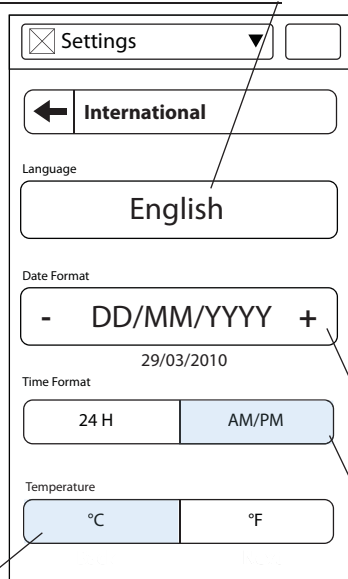 Settings
International
Language
English
Date Format
- DD/MM/YYYY +
29/03/2010
Time Format
24 H AM/PM
Temperature
°C °F